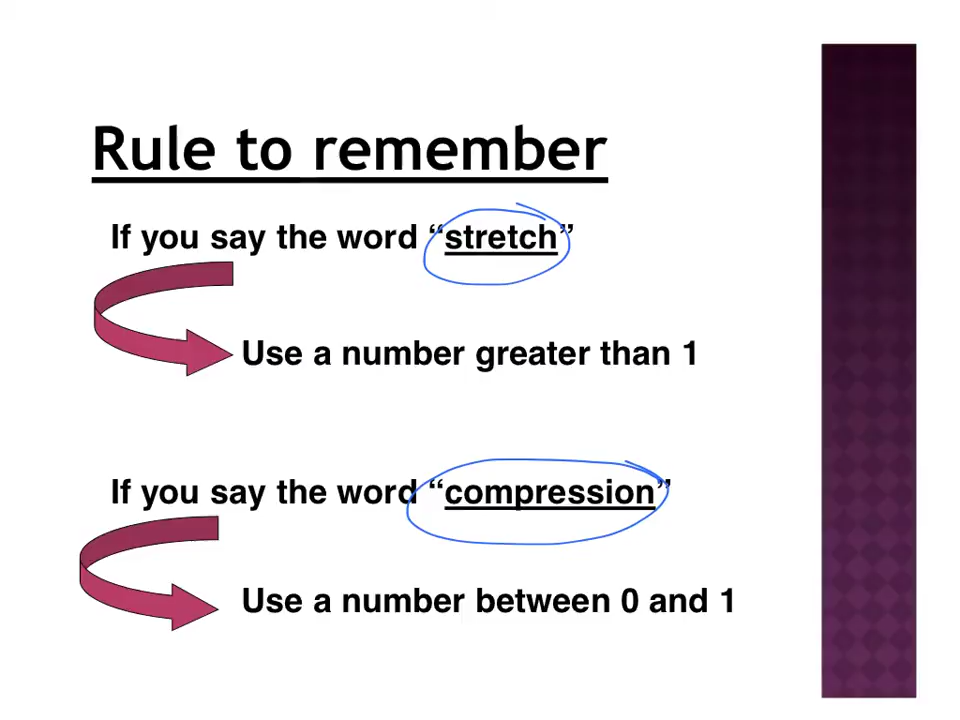 Rule to remember
If you say the word “stretch”
Use a number greater than 1
If you say the word “compression”
Use a number between 0 and 1